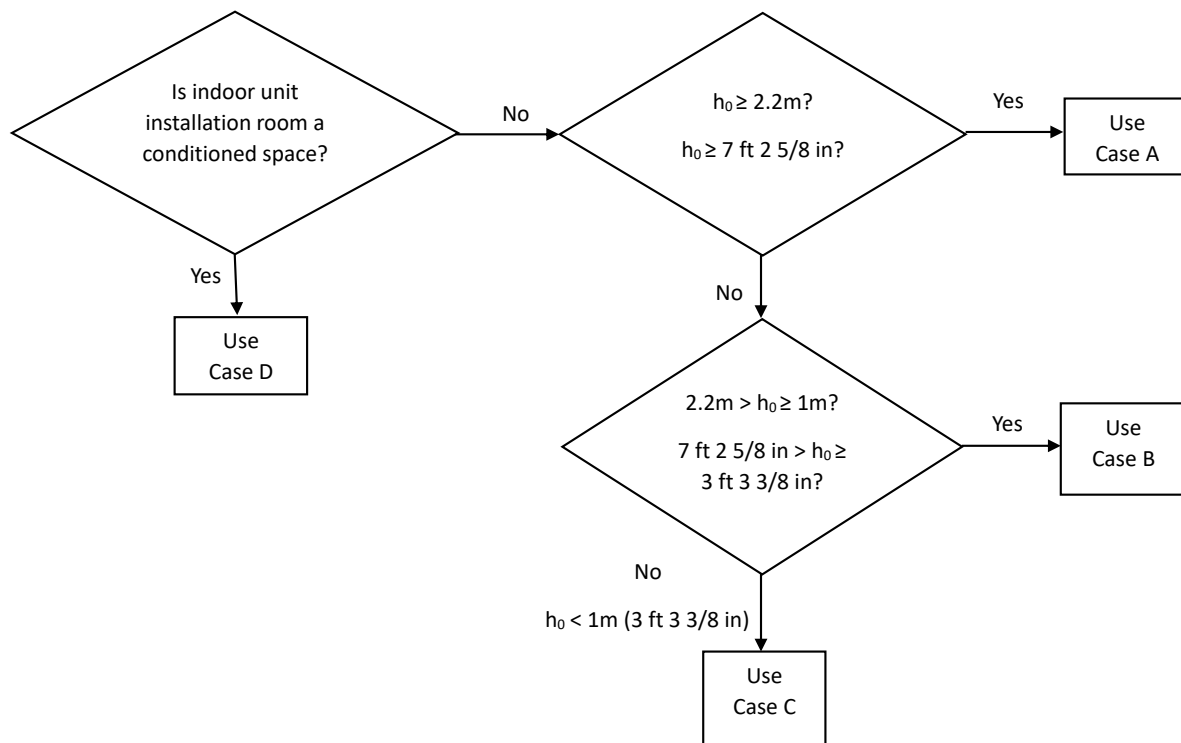 Is indoor unit
installation room a
conditioned space?
No
h₀ ≥ 2.2m?
h₀ ≥ 7 ft 2 5/8 in?
Yes
Use
Case A
Yes
Use
Case D
No
2.2m > h₀ ≥ 1m?
7 ft 2 5/8 in > h₀ ≥
3 ft 3 3/8 in?
Yes
Use
Case B
No
h₀ < 1m (3 ft 3 3/8 in)
Use
Case C